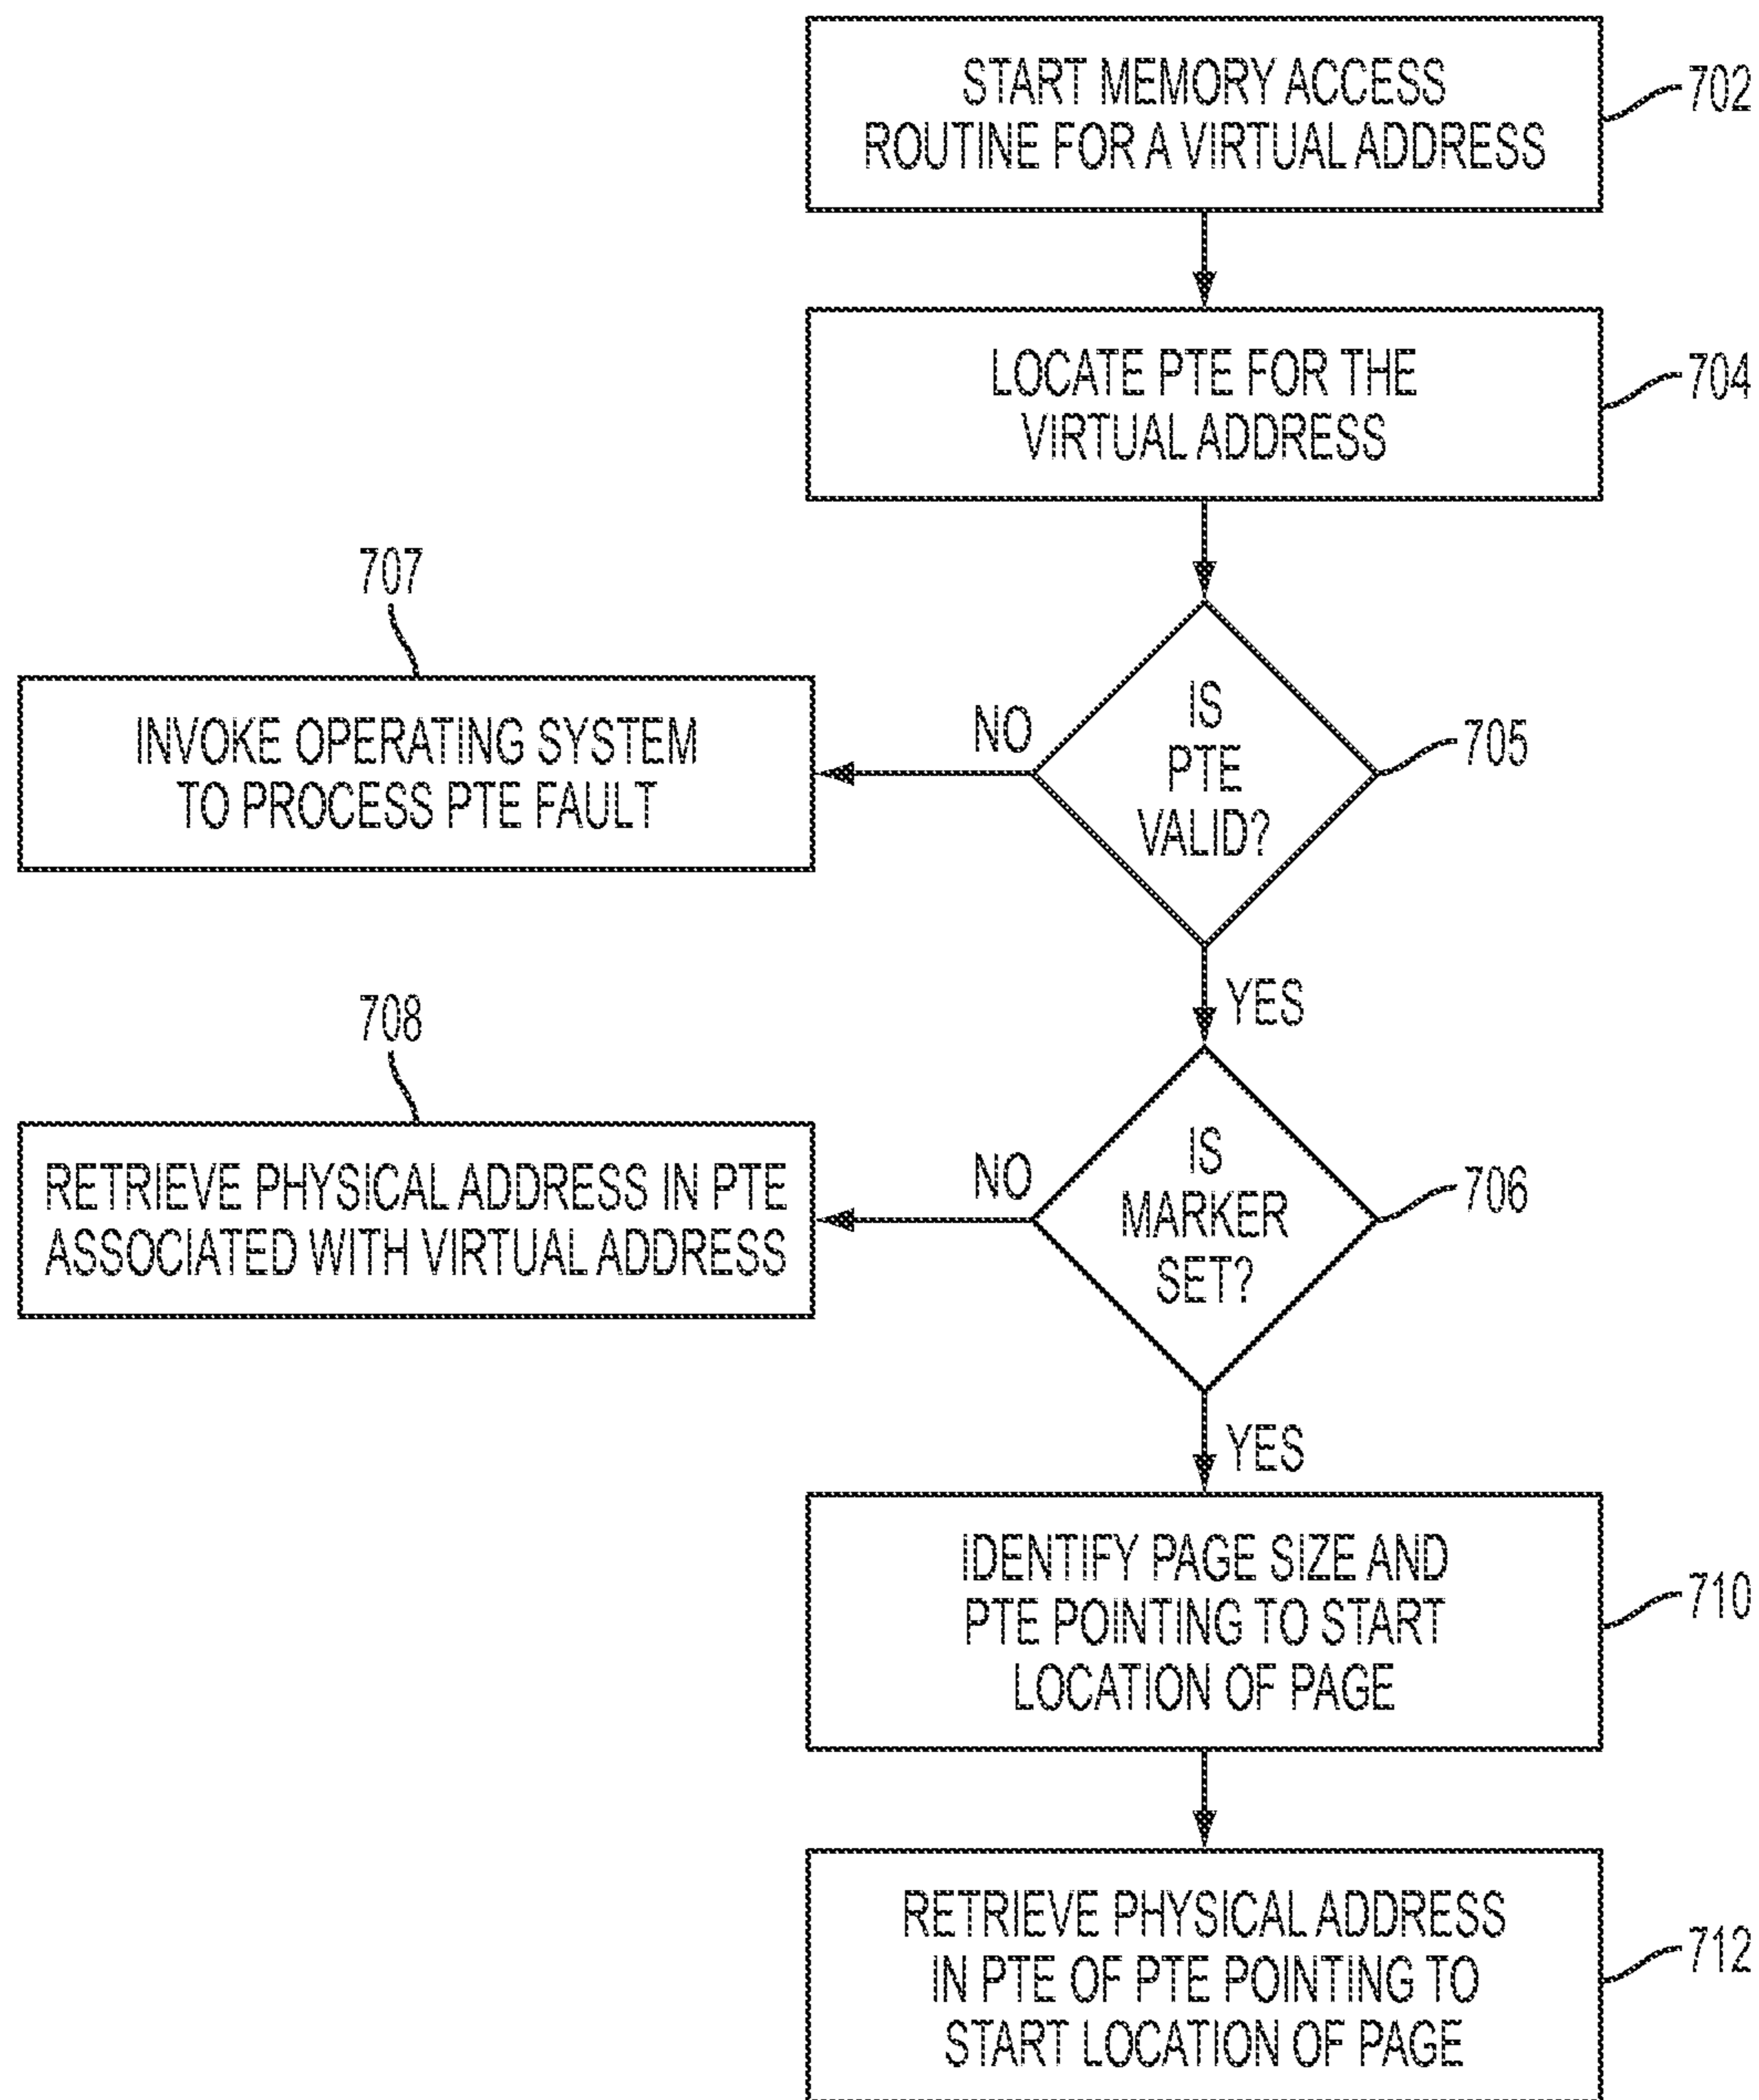 START MEMORY ACCESS
ROUTINE FOR A VIRTUAL ADDRESS
702
LOCATE PTE FOR THE
VIRTUAL ADDRESS
704
707
INVOKE OPERATING SYSTEM
TO PROCESS PTE FAULT
NO
IS
PTE
VALID?
705
YES
708
RETRIEVE PHYSICAL ADDRESS IN PTE
ASSOCIATED WITH VIRTUAL ADDRESS
NO
IS
MARKER
SET?
706
YES
IDENTIFY PAGE SIZE AND
PTE POINTING TO START
LOCATION OF PAGE
710
RETRIEVE PHYSICAL ADDRESS
IN PTE OF PTE POINTING TO
START LOCATION OF PAGE
712